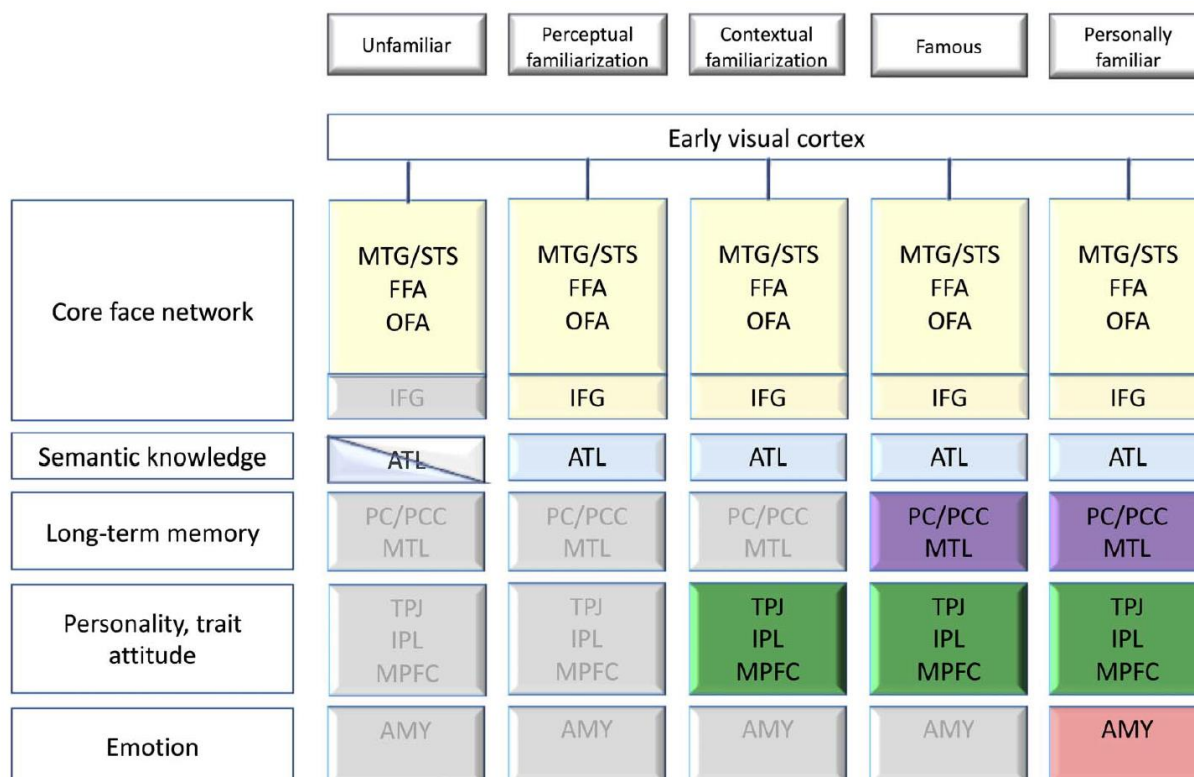 Unfamiliar
Perceptual
familiarization
Contextual
familiarization
Famous
Personally
familiar
Early visual cortex
Core face network
MTG/STS
FFA
OFA
MTG/STS
FFA
OFA
MTG/STS
FFA
OFA
MTG/STS
FFA
OFA
MTG/STS
FFA
OFA
IFG
IFG
IFG
IFG
IFG
Semantic knowledge
ATL
ATL
ATL
ATL
ATL
Long-term memory
PC/PCC
MTL
PC/PCC
MTL
PC/PCC
MTL
PC/PCC
MTL
PC/PCC
MTL
Personality, trait
attitude
TPJ
IPL
MPFC
TPJ
IPL
MPFC
TPJ
IPL
MPFC
TPJ
IPL
MPFC
TPJ
IPL
MPFC
Emotion
AMY
AMY
AMY
AMY
AMY